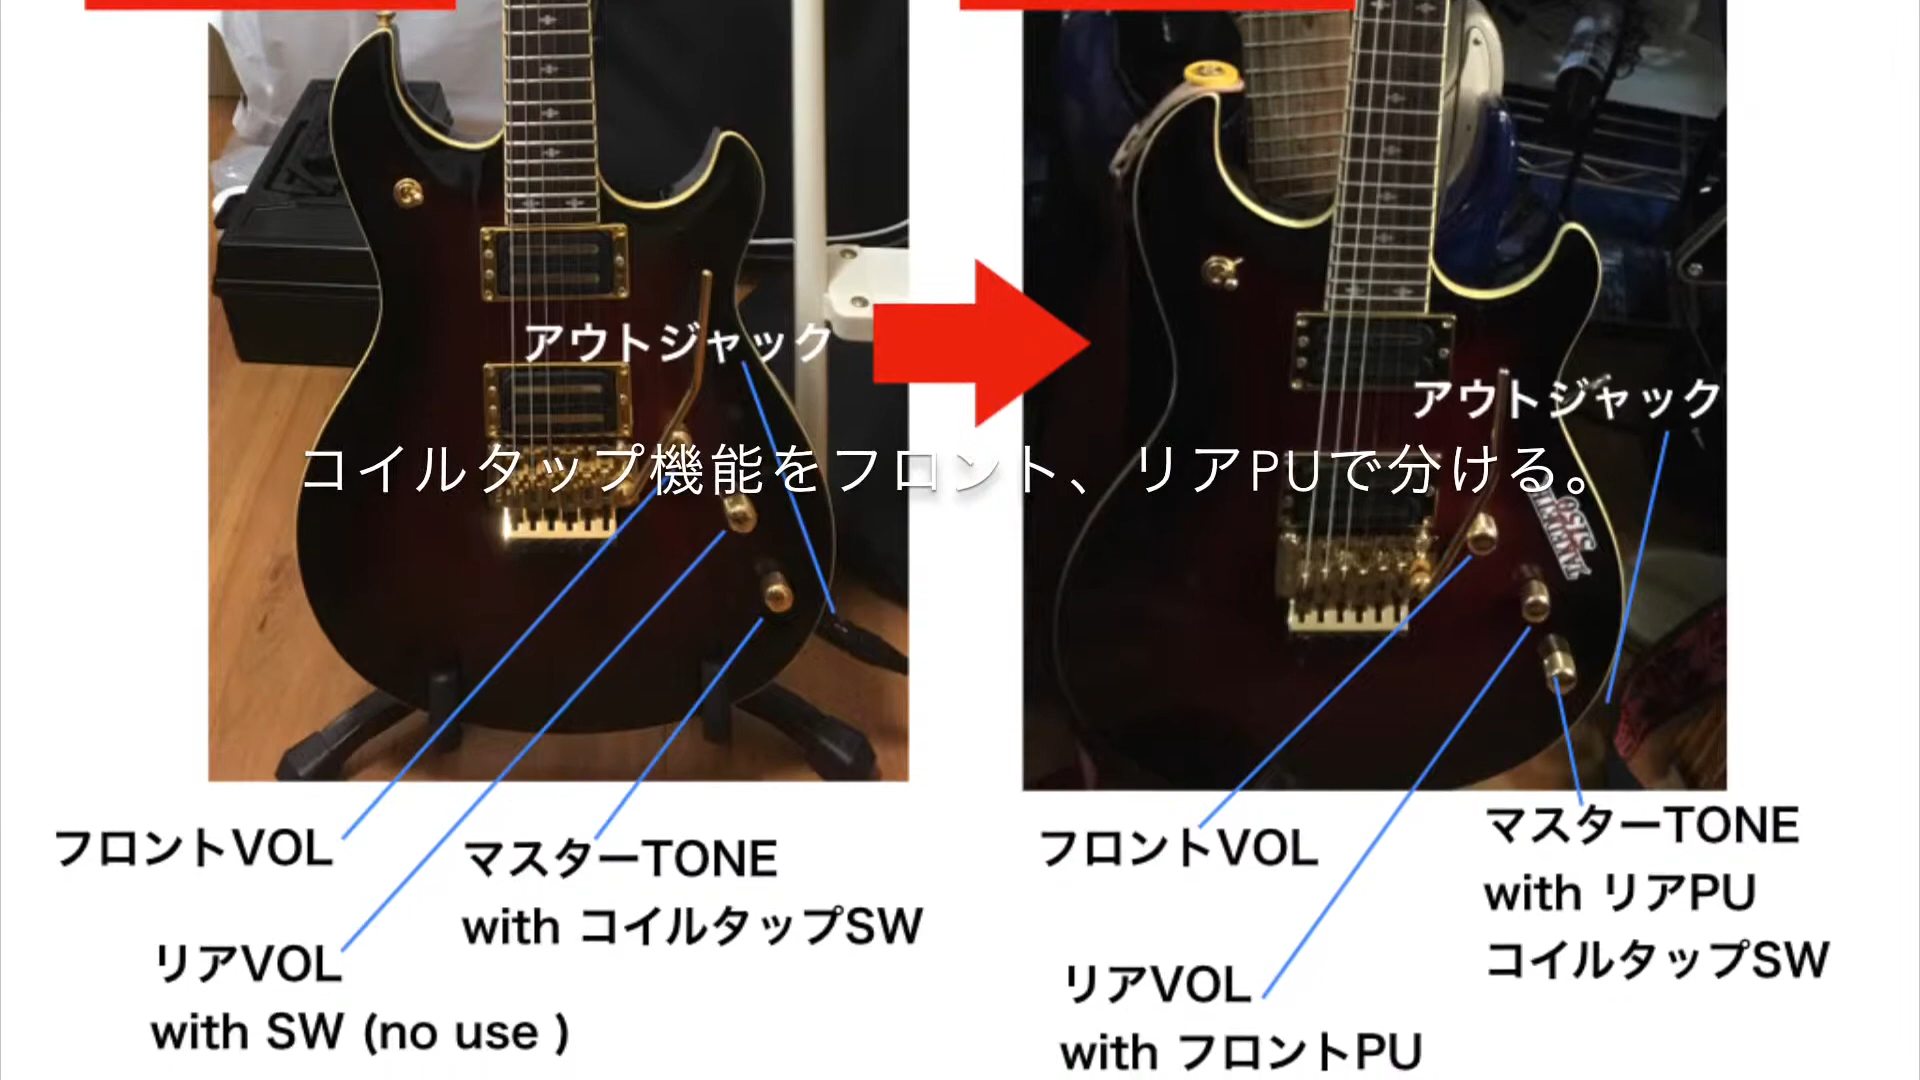 アウトジャック
アウトジャック
コイルタップ機能をフロント、リアPUで分ける。
フロントVOL
マスターTONE
with コイルタップSW
リアVOL
with SW (no use )
フロントVOL
マスターTONE
with リアPU
コイルタップSW
リアVOL
with フロントPU